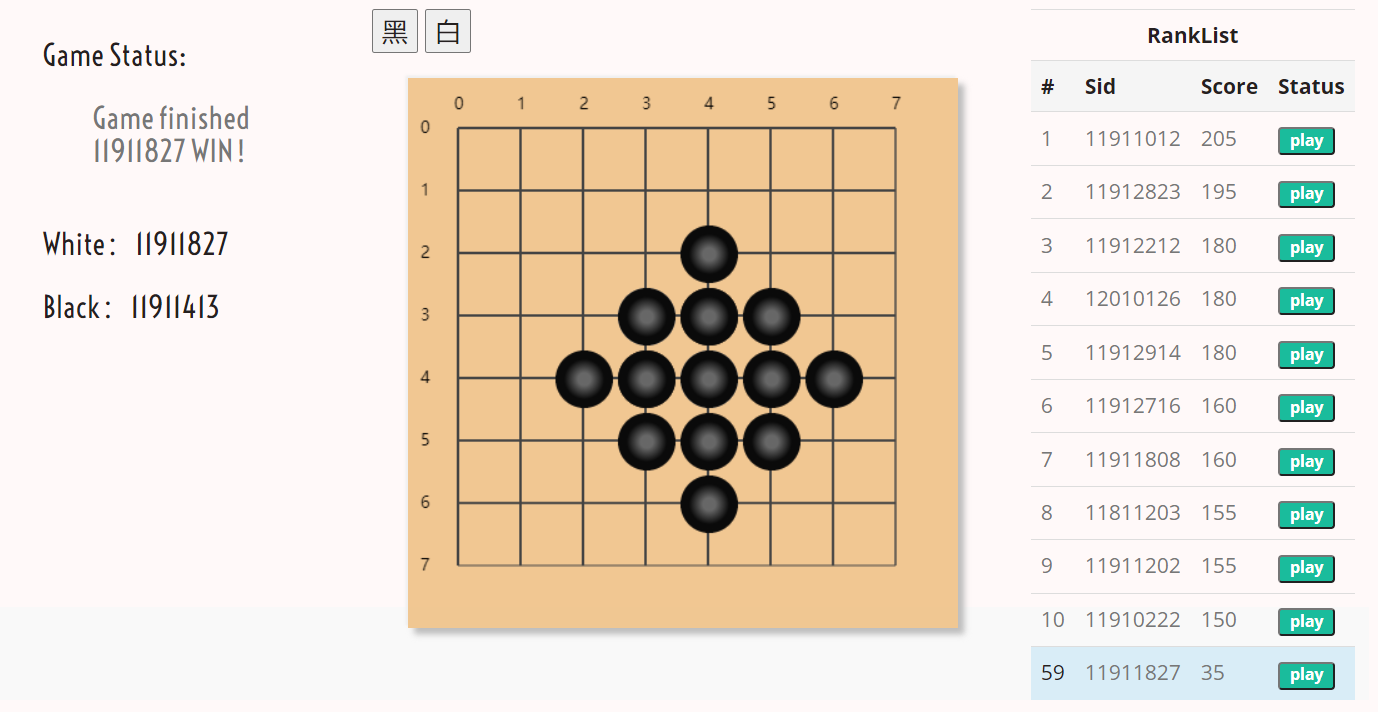 Game Status:
Game finished
11911827 WIN!
White: 11911827
Black: 11911413
黑 白
0 1 2 3 4 5 6 7
0
1
2
3
4
5
6
7
RankList
# Sid Score Status
1 11911012 205 play
2 11912823 195 play
3 11912212 180 play
4 12010126 180 play
5 11912914 180 play
6 11912716 160 play
7 11911808 160 play
8 11811203 155 play
9 11911202 155 play
10 11910222 150 play
59 11911827 35 play